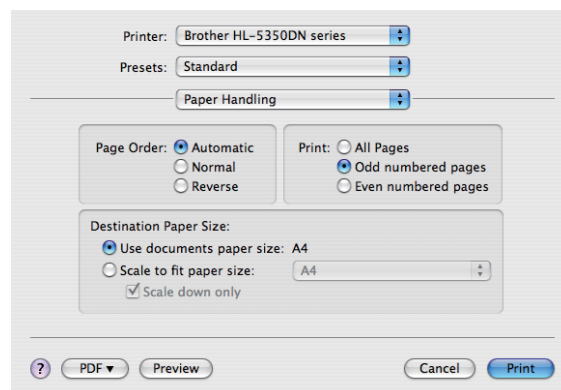 Printer: Brother HL-5350DN series
Presets: Standard
Paper Handling
Page Order: Automatic
Normal
Reverse
Print: All Pages
Odd numbered pages
Even numbered pages
Destination Paper Size:
Use documents paper size: A4
Scale to fit paper size: A4
Scale down only
? PDF▼ Preview Cancel Print